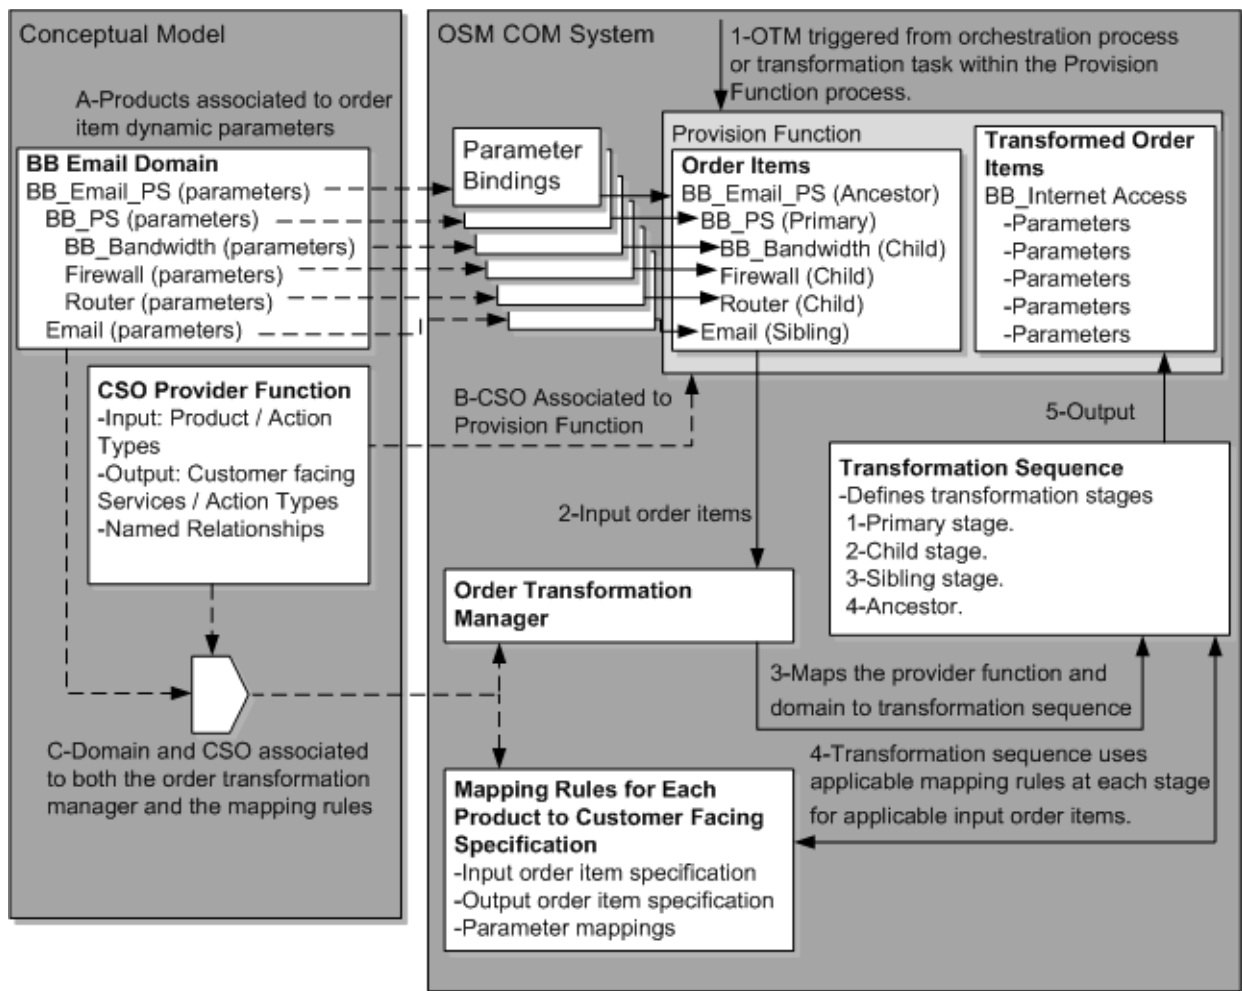 Conceptual Model
A-Products associated to order
item dynamic parameters
BB Email Domain
BB_Email_PS (parameters)
BB_PS (parameters)
BB_Bandwidth (parameters)
Firewall (parameters)
Router (parameters)
Email (parameters)
CSO Provider Function
-Input: Product / Action
Types
-Output: Customer facing
Services / Action Types
-Named Relationships
C-Domain and CSO associated
to both the order transformation
manager and the mapping rules
OSM COM System
1-OTM triggered from orchestration process
or transformation task within the Provision
Function process.
Parameter
Bindings
Provision Function
Order Items
BB_Email_PS (Ancestor)
BB_PS (Primary)
BB_Bandwidth (Child)
Firewall (Child)
Router (Child)
Email (Sibling)
Transformed Order
Items
BB_Internet Access
-Parameters
-Parameters
-Parameters
-Parameters
-Parameters
B-CSO Associated to
Provision Function
5-Output
2-Input order items
Transformation Sequence
-Defines transformation stages
1-Primary stage.
2-Child stage.
3-Sibling stage.
4-Ancestor.
Order Transformation
Manager
3-Maps the provider function and
domain to transformation sequence
4-Transformation sequence uses
applicable mapping rules at each stage
for applicable input order items.
Mapping Rules for Each
Product to Customer Facing
Specification
-Input order item specification
-Output order item specification
-Parameter mappings